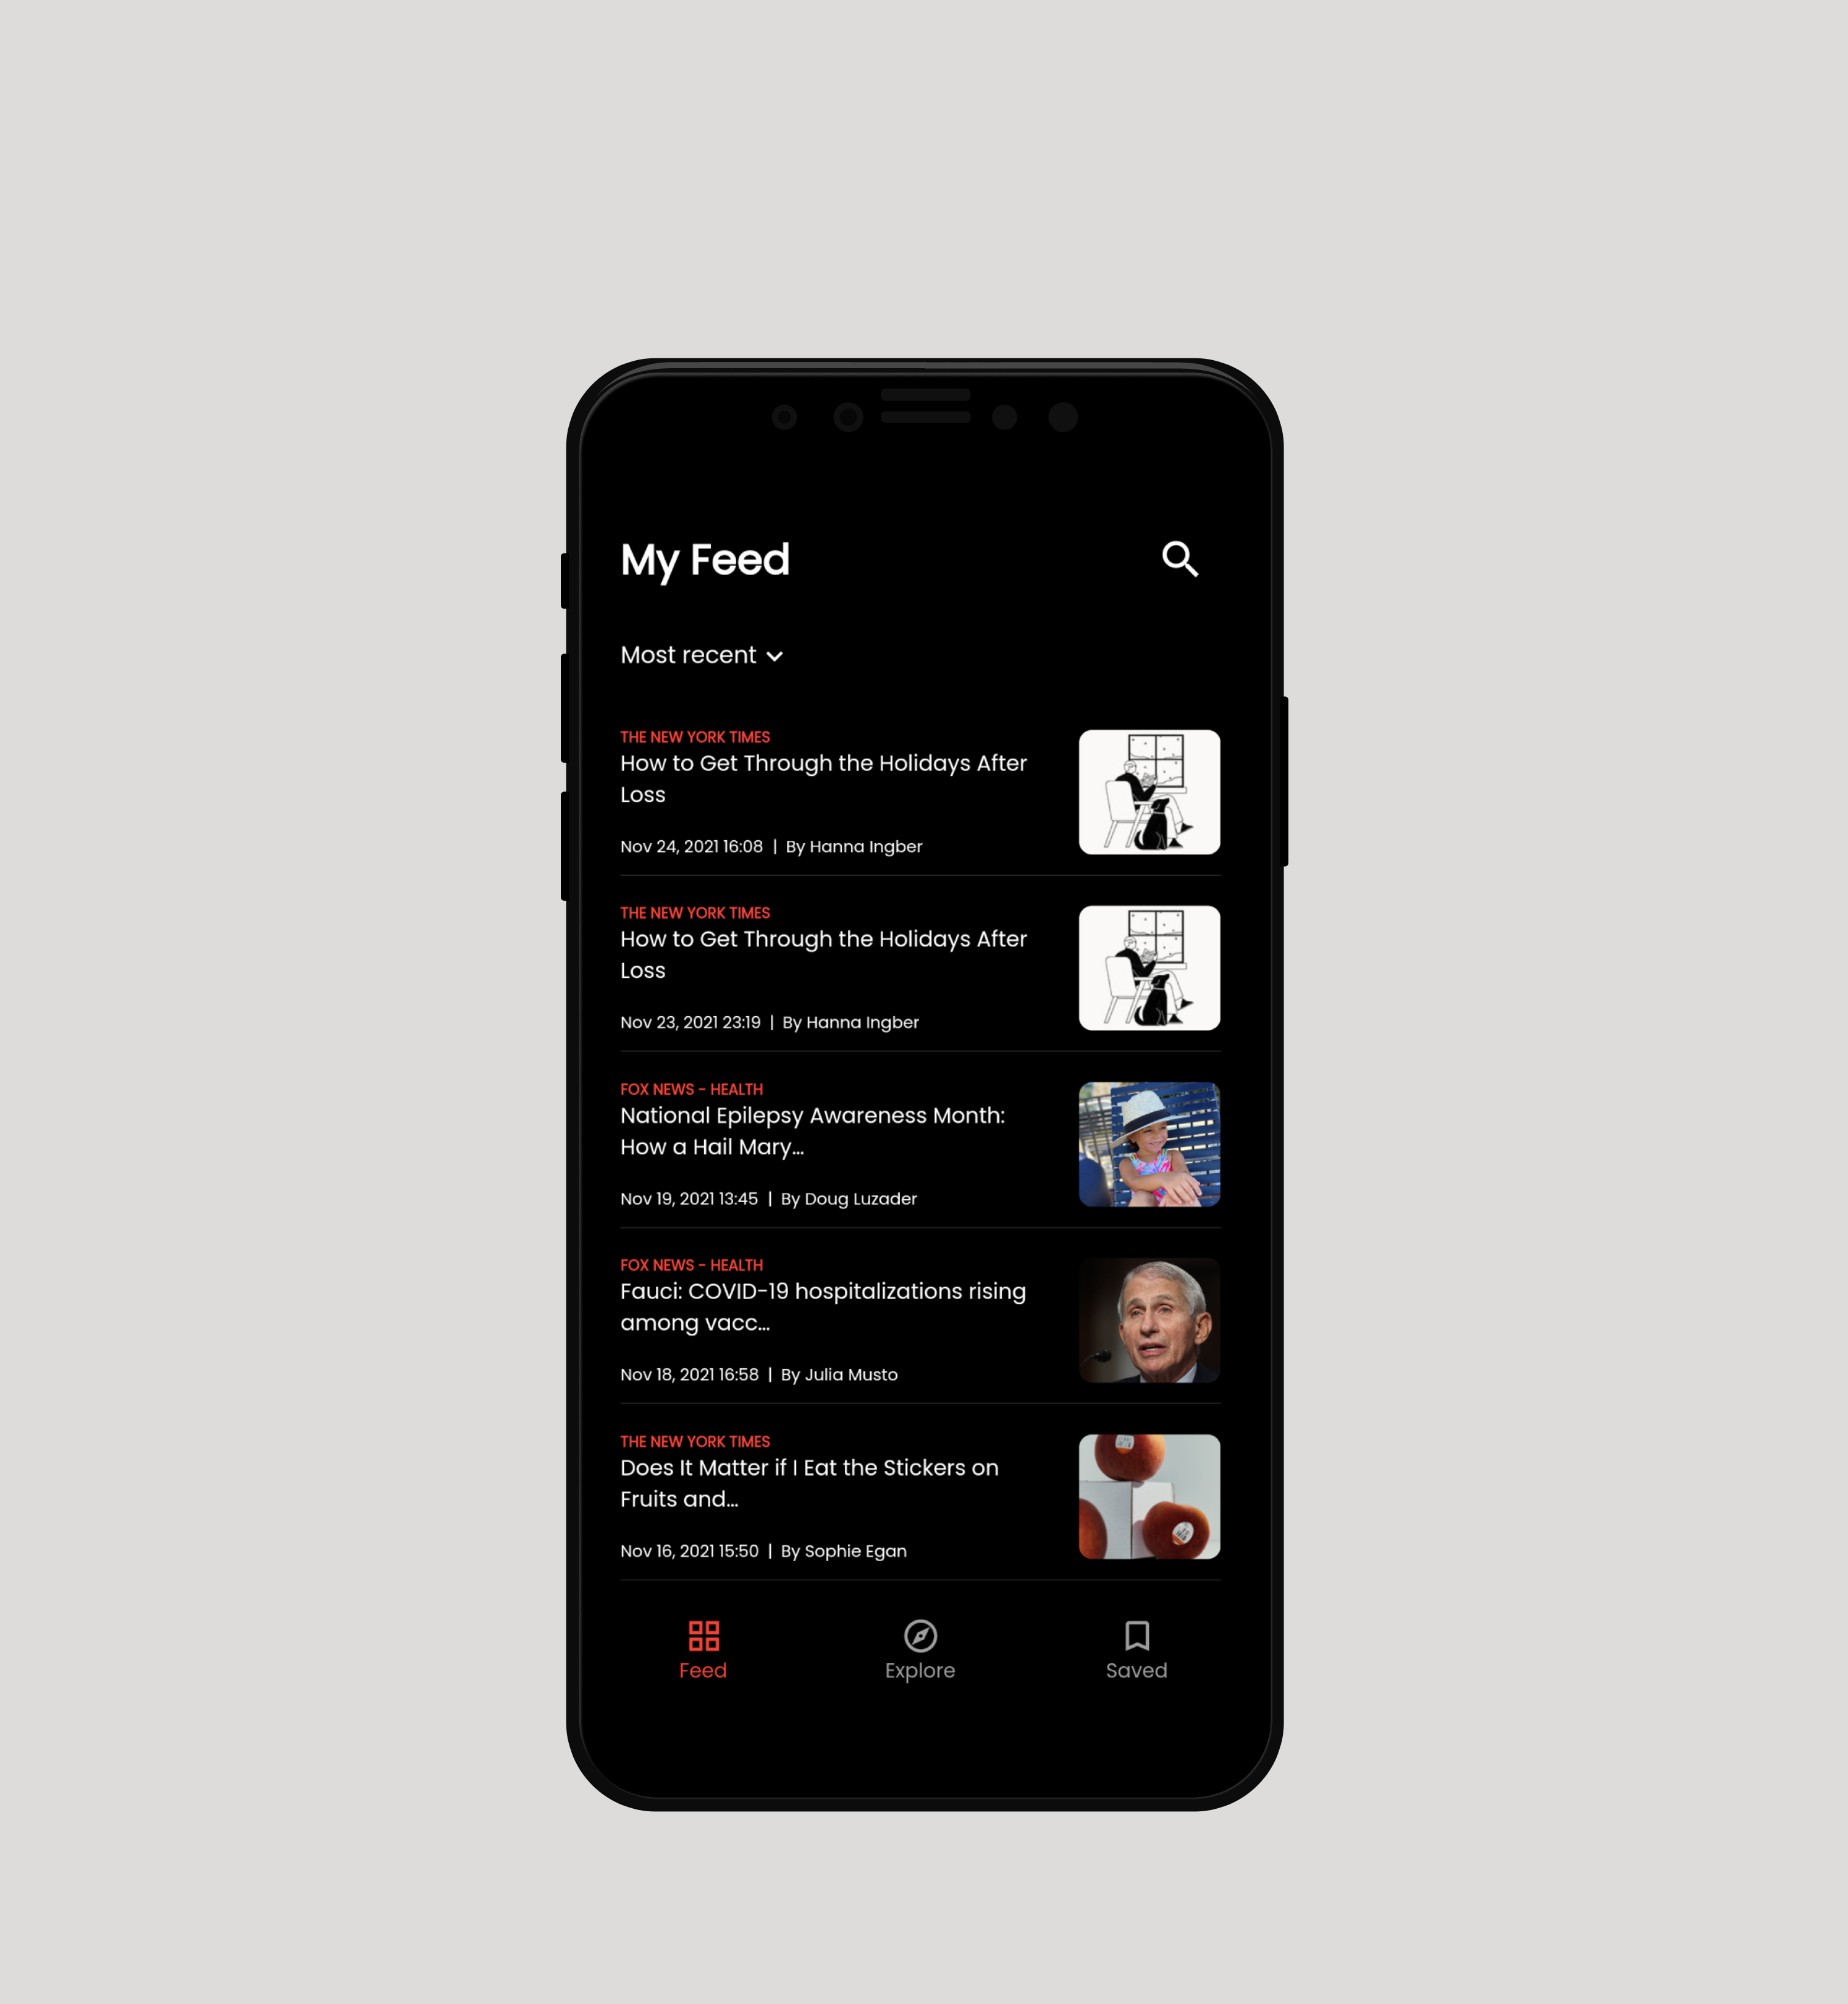 My Feed
Most recent
THE NEW YORK TIMES
How to Get Through the Holidays After
Loss
Nov 24, 2021 16:08 | By Hanna Ingber
THE NEW YORK TIMES
How to Get Through the Holidays After
Loss
Nov 23, 2021 23:19 | By Hanna Ingber
FOX NEWS - HEALTH
National Epilepsy Awareness Month:
How a Hail Mary...
Nov 19, 2021 13:45 | By Doug Luzader
FOX NEWS - HEALTH
Fauci: COVID-19 hospitalizations rising
among vacc...
Nov 18, 2021 16:58 | By Julia Musto
THE NEW YORK TIMES
Does It Matter if I Eat the Stickers on
Fruits and...
Nov 16, 2021 15:50 | By Sophie Egan
Feed Explore Saved